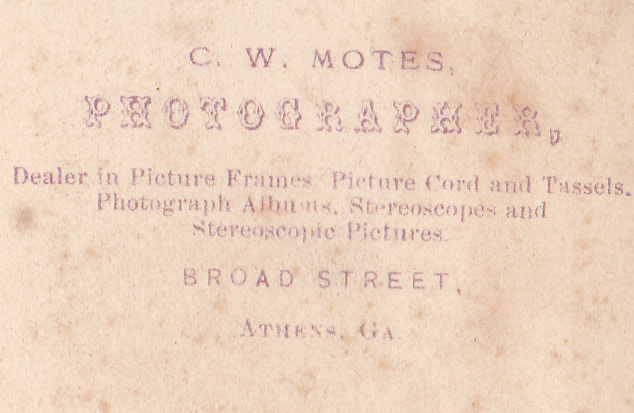 C. W. MOTES,
PHOTOGRAPHER,
Dealer in Picture Frames Picture Cord and Tassels.
Photograph Albums, Stereoscopes and
Stereoscopic Pictures.
BROAD STREET,
ATHENS, GA